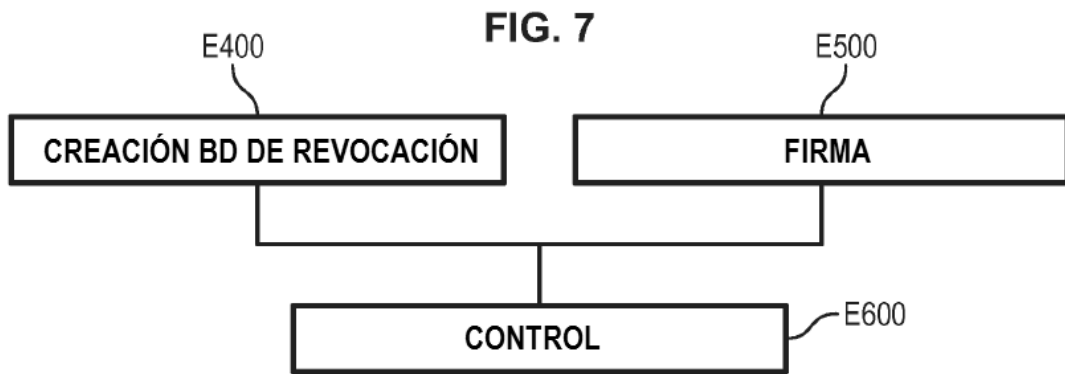 FIG. 7
E400
E500
CREACIÓN BD DE REVOCACIÓN
FIRMA
CONTROL
E600